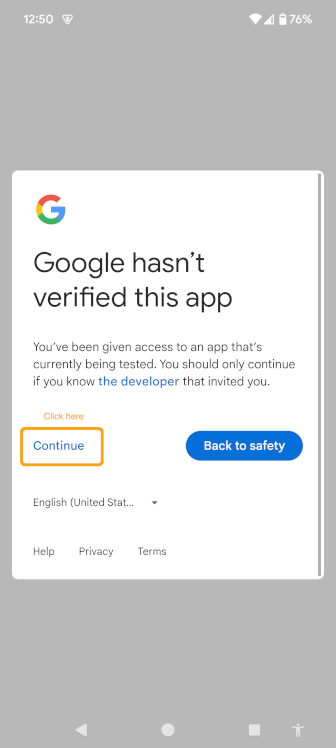 12:50
76%
Google hasn't
verified this app
You've been given access to an app that's
currently being tested. You should only continue
if you know the developer that invited you.
Click here
Continue
Back to safety
English (United Stat...
Help Privacy Terms